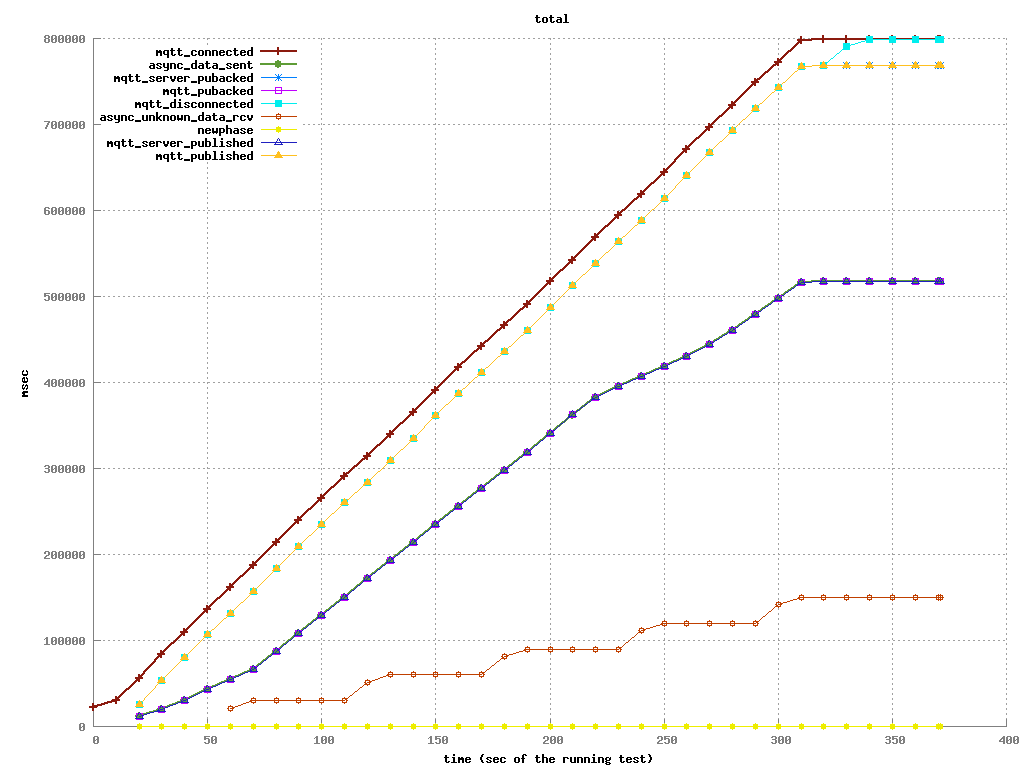 total
800000
700000
600000
500000
400000
300000
200000
100000
0
msec
mqtt_connected
async_data_sent
mqtt_server_pubacked
mqtt_pubacked
mqtt_disconnected
async_unknown_data_rcv
newphase
mqtt_server_published
mqtt_published
0 50 100 150 200 250 300 350 400
time (sec of the running test)